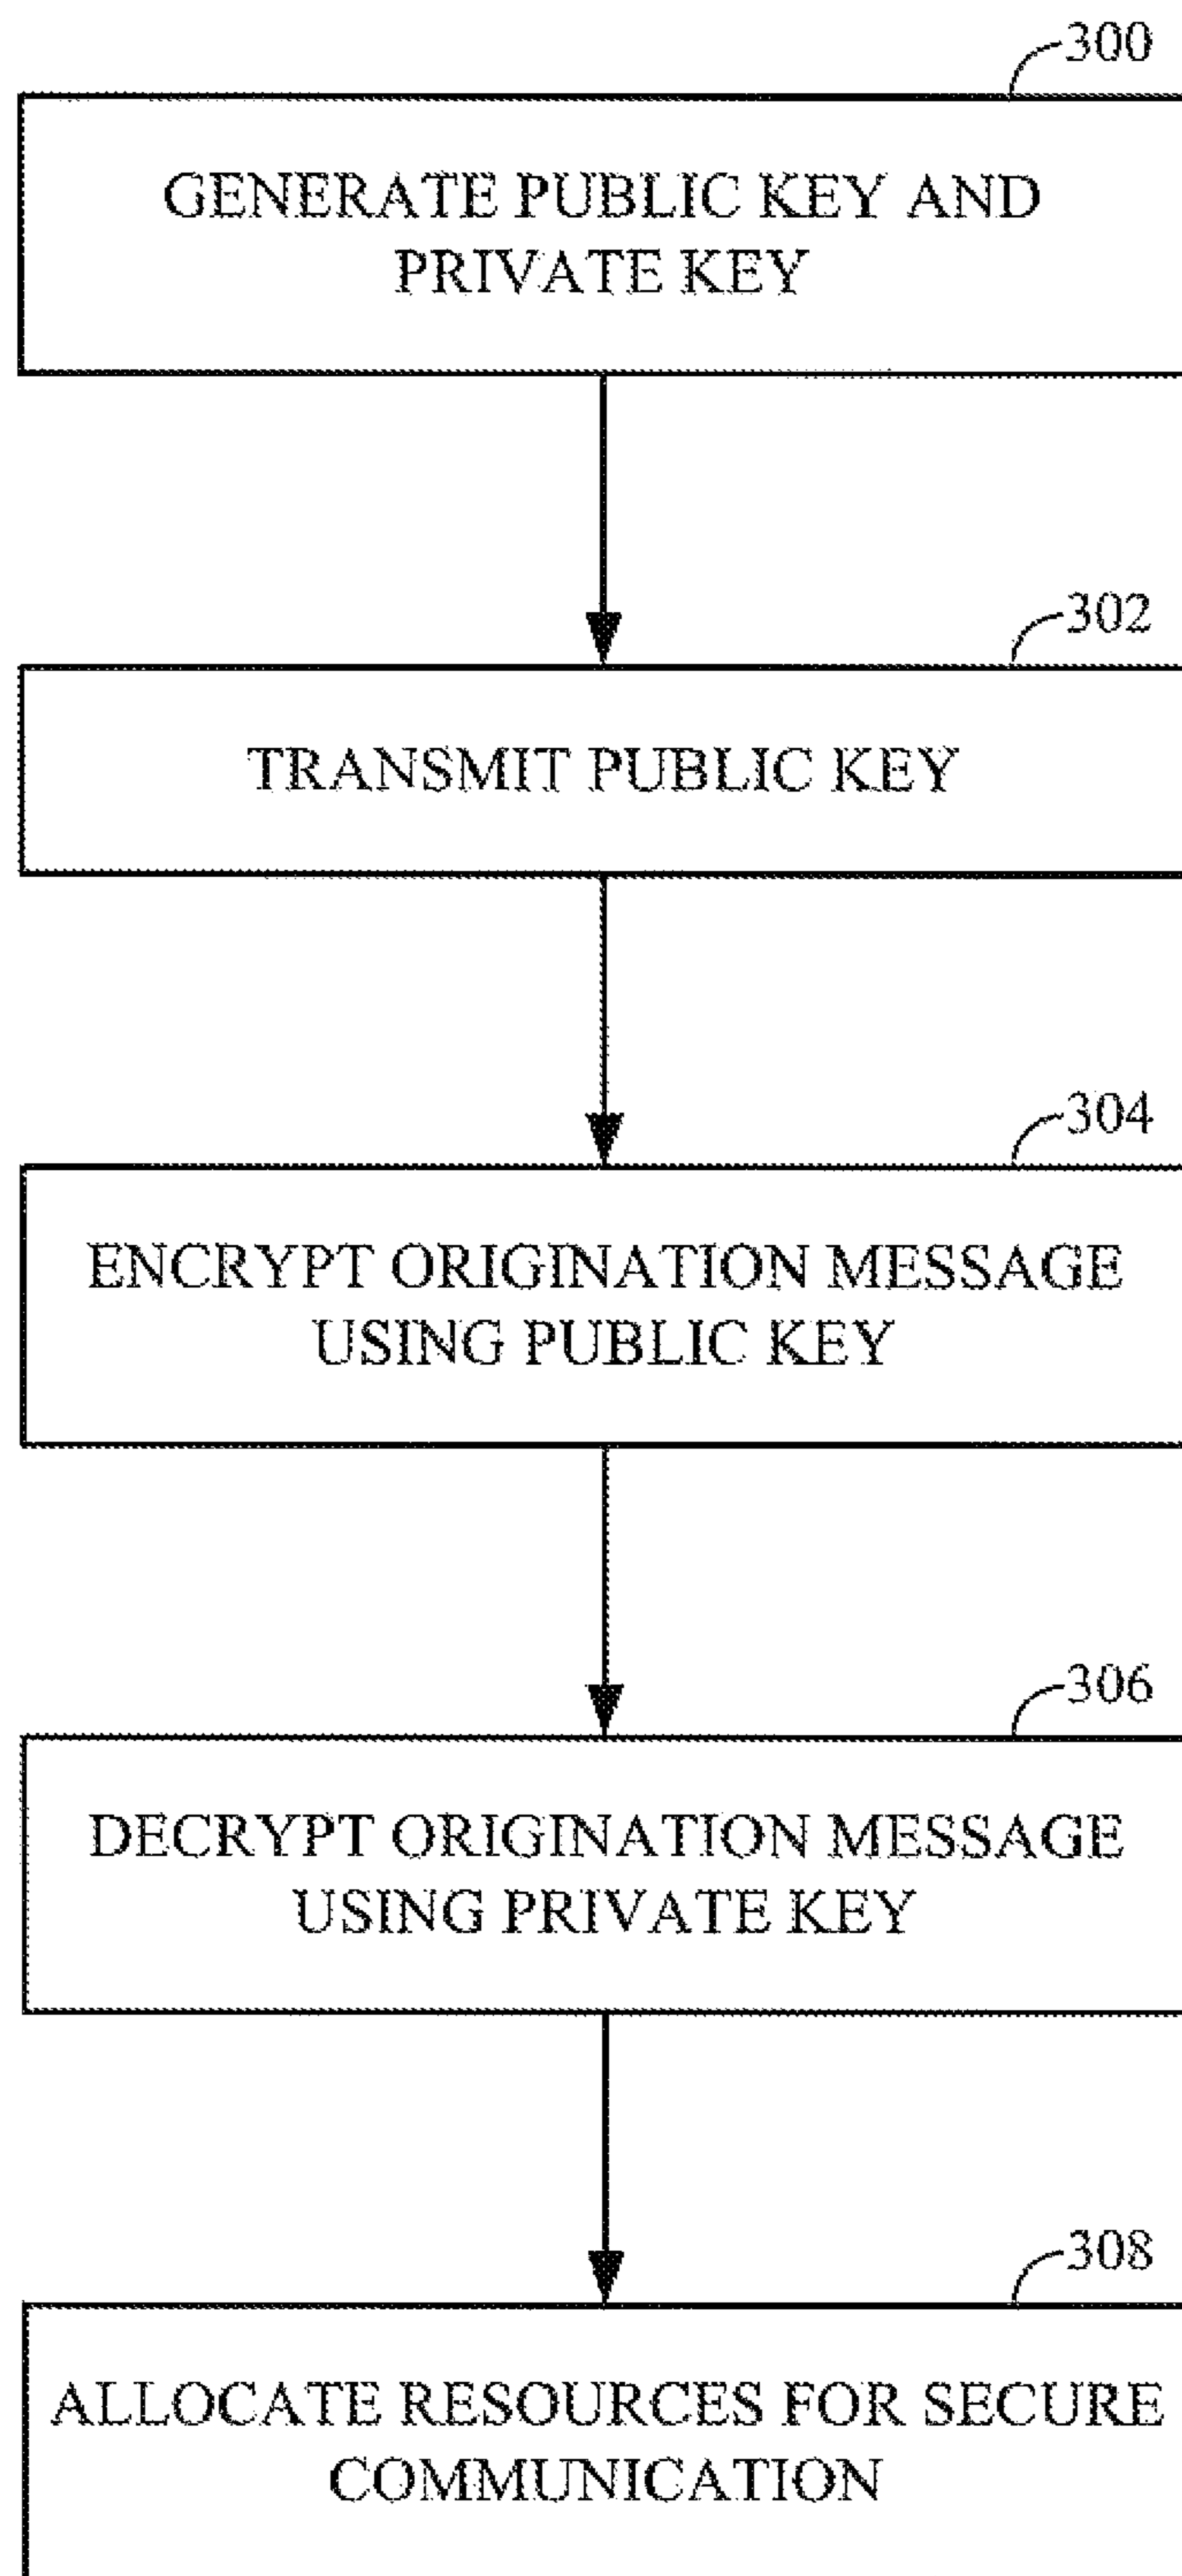 300
GENERATE PUBLIC KEY AND
PRIVATE KEY
302
TRANSMIT PUBLIC KEY
304
ENCRYPT ORIGINATION MESSAGE
USING PUBLIC KEY
306
DECRYPT ORIGINATION MESSAGE
USING PRIVATE KEY
308
ALLOCATE RESOURCES FOR SECURE
COMMUNICATION